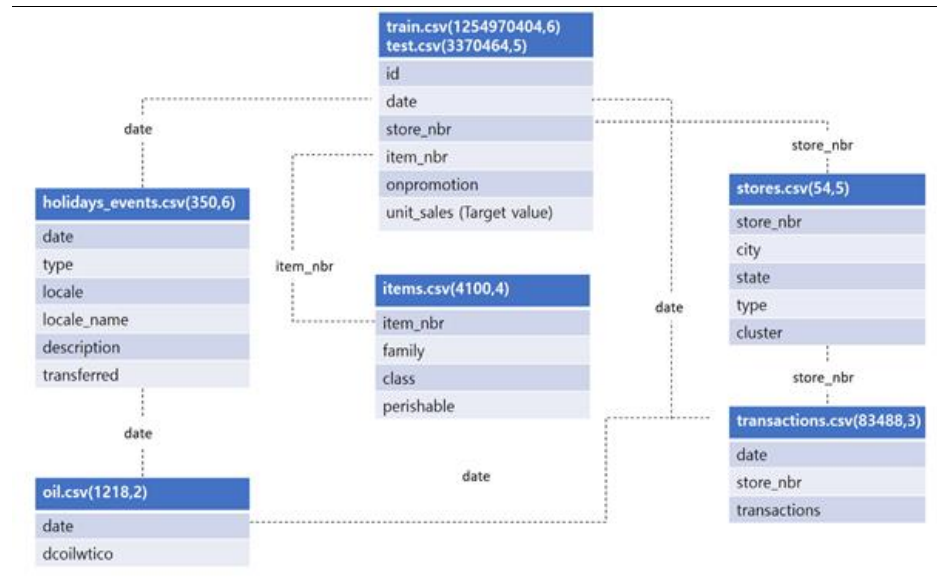 train.csv(1254970404,6)
test.csv(3370464,5)
id
date
store_nbr
item_nbr
onpromotion
unit_sales (Target value)
date
store_nbr
holidays_events.csv(350,6)
date
type
locale
locale_name
description
transferred
item_nbr
items.csv(4100,4)
item_nbr
family
class
perishable
stores.csv(54,5)
store_nbr
city
state
type
cluster
date
store_nbr
transactions.csv(83488,3)
date
store_nbr
transactions
date
oil.csv(1218,2)
date
dcoilwtico
date